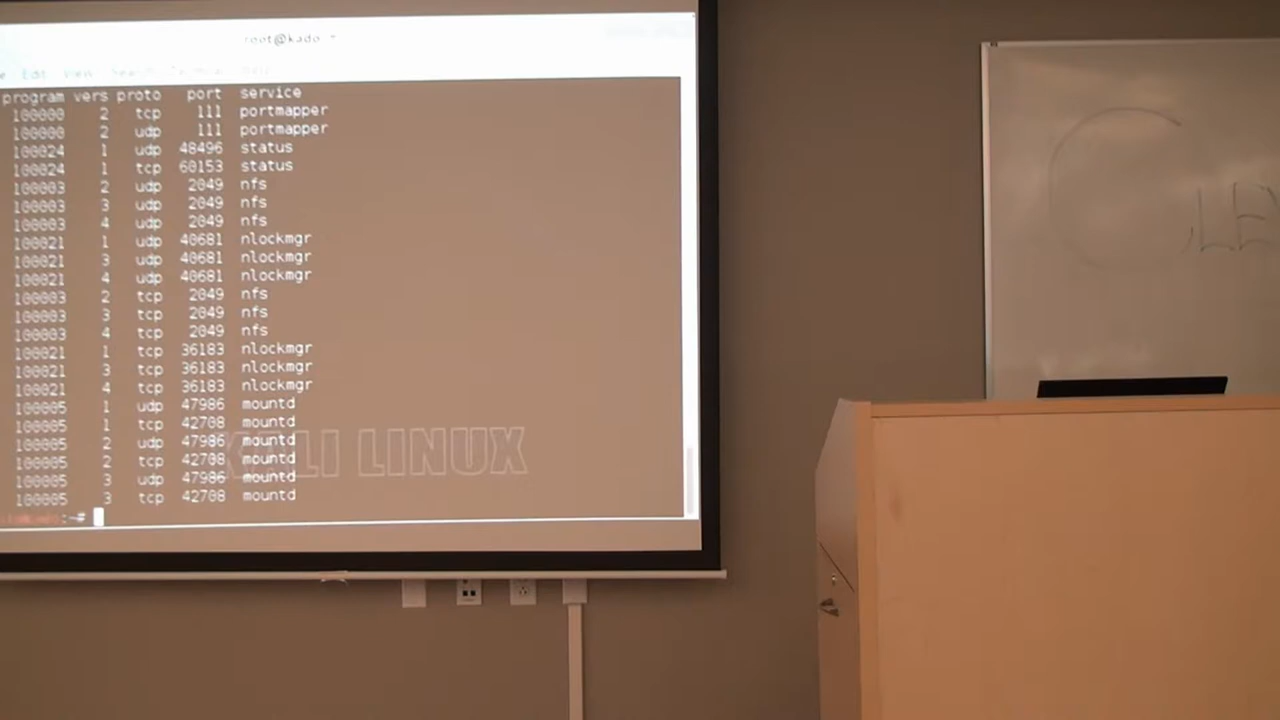 root@kado: ~
Edit View Search Terminal Help
program vers proto port service
100000 2 tcp 111 portmapper
100000 2 udp 111 portmapper
100024 1 udp 48496 status
100024 1 tcp 60153 status
100003 2 udp 2049 nfs
100003 3 udp 2049 nfs
100003 4 udp 2049 nfs
100021 1 udp 40681 nlockmgr
100021 3 udp 40681 nlockmgr
100021 4 udp 40681 nlockmgr
100003 2 tcp 2049 nfs
100003 3 tcp 2049 nfs
100003 4 tcp 2049 nfs
100021 1 tcp 36183 nlockmgr
100021 3 tcp 36183 nlockmgr
100021 4 tcp 36183 nlockmgr
100005 1 udp 47986 mountd
100005 1 tcp 42708 mountd
100005 2 udp 47986 mountd
100005 2 tcp 42708 mountd
100005 3 udp 47986 mountd
100005 3 tcp 42708 mountd
KALI LINUX